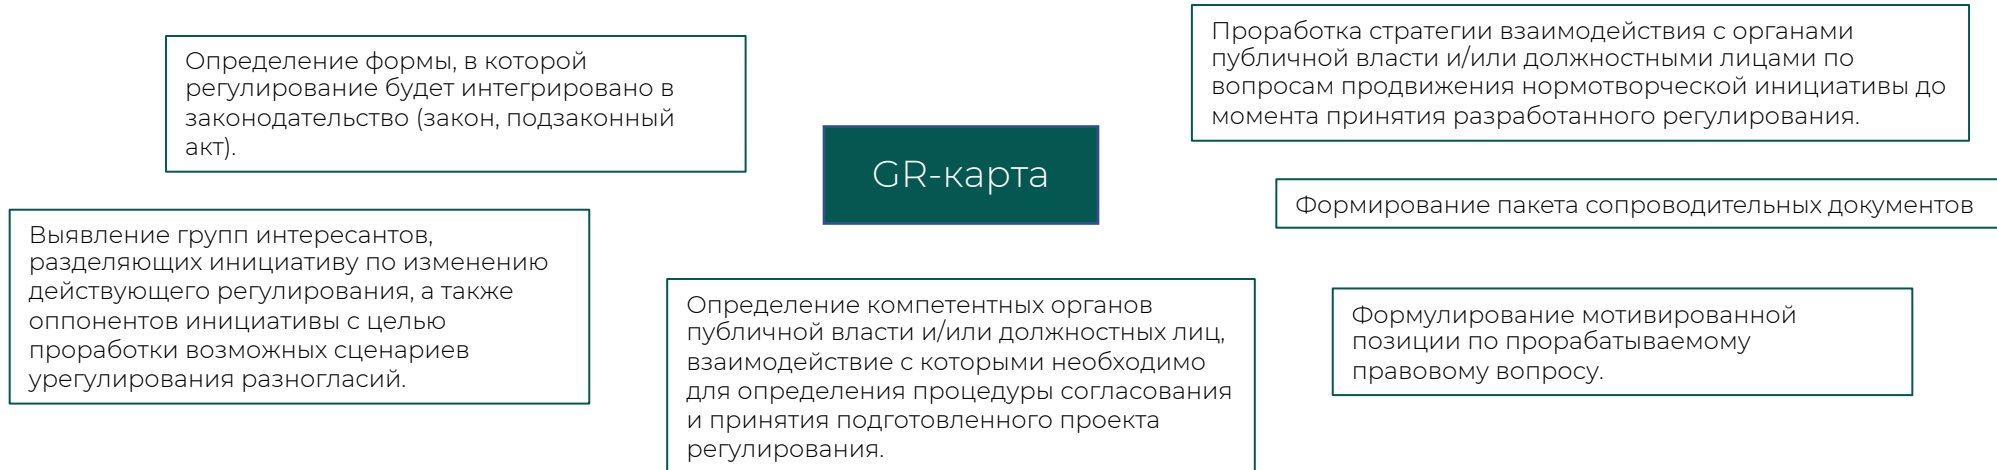 Определение формы, в которой
регулирование будет интегрировано в
законодательство (закон, подзаконный
акт).
GR-карта
Проработка стратегии взаимодействия с органами
публичной власти и/или должностными лицами по
вопросам продвижения нормотворческой инициативы до
момента принятия разработанного регулирования.
Формирование пакета сопроводительных документов
Выявление групп интересантов,
разделяющих инициативу по изменению
действующего регулирования, а также
оппонентов инициативы с целью
проработки возможных сценариев
урегулирования разногласий.
Определение компетентных органов
публичной власти и/или должностных лиц,
взаимодействие с которыми необходимо
для определения процедуры согласования
и принятия подготовленного проекта
регулирования.
Формулирование мотивированной
позиции по прорабатываемому
правовому вопросу.